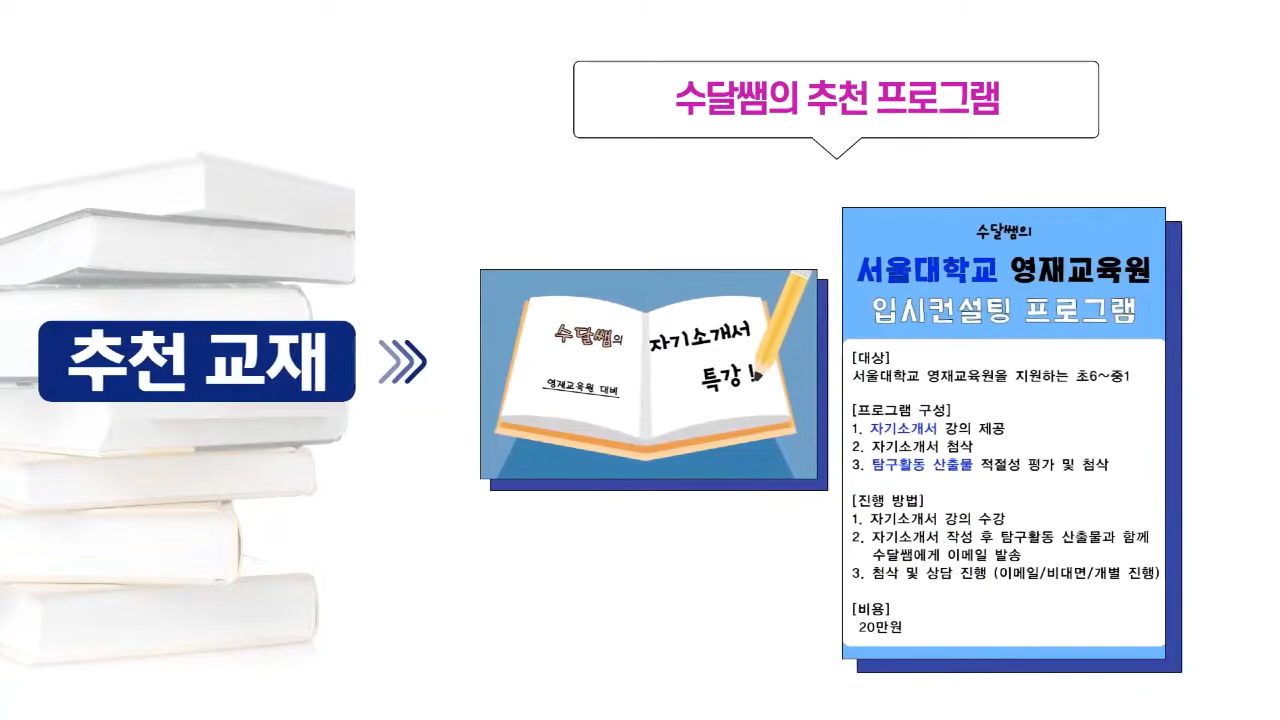 수달쌤의 추천 프로그램
추천 교재
수달쌤의
영재교육원 대비
자기소개서
특강!
수달쌤의
서울대학교 영재교육원
입시컨설팅 프로그램
[대상]
서울대학교 영재교육원을 지원하는 초6~중1
[프로그램 구성]
1. 자기소개서 강의 제공
2. 자기소개서 첨삭
3. 탐구활동 산출물 적절성 평가 및 첨삭
[진행 방법]
1. 자기소개서 강의 수강
2. 자기소개서 작성 후 탐구활동 산출물과 함께
수달쌤에게 이메일 발송
3. 첨삭 및 상담 진행 (이메일/비대면/개별 진행)
[비용]
20만원